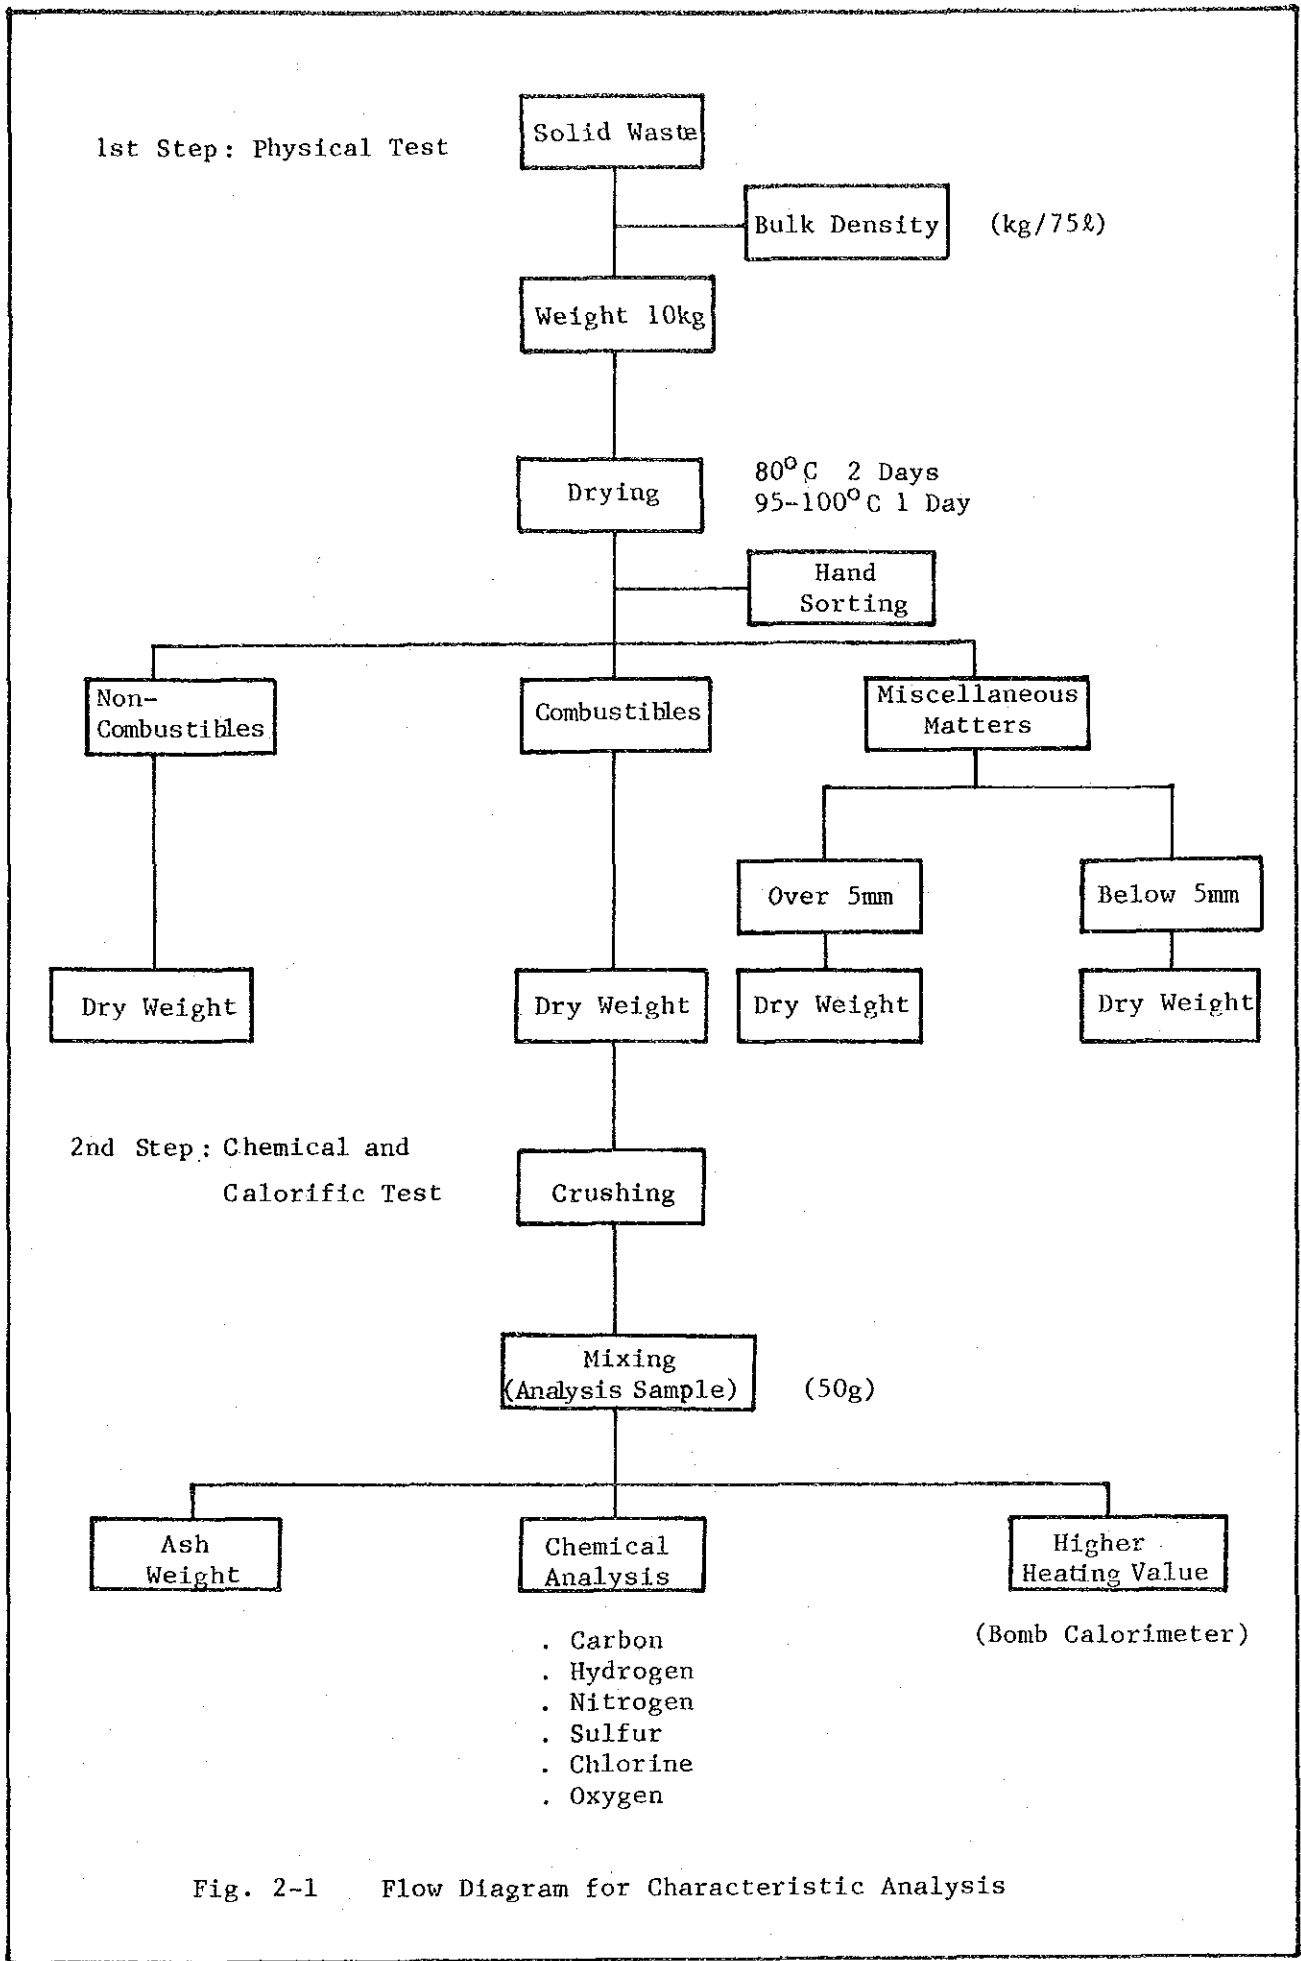 1st Step: Physical Test
Solid Waste
Bulk Density
(kg/75ℓ)
Weight 10kg
Drying
80°C 2 Days
95-100°C 1 Day
Hand
Sorting
Non-
Combustibles
Combustibles
Miscellaneous
Matters
Over 5mm
Below 5mm
Dry Weight
Dry Weight
Dry Weight
Dry Weight
2nd Step: Chemical and
Calorific Test
Crushing
Mixing
(Analysis Sample)
(50g)
Ash
Weight
Chemical
Analysis
. Carbon
. Hydrogen
. Nitrogen
. Sulfur
. Chlorine
. Oxygen
Higher
Heating Value
(Bomb Calorimeter)
Fig. 2-1 Flow Diagram for Characteristic Analysis